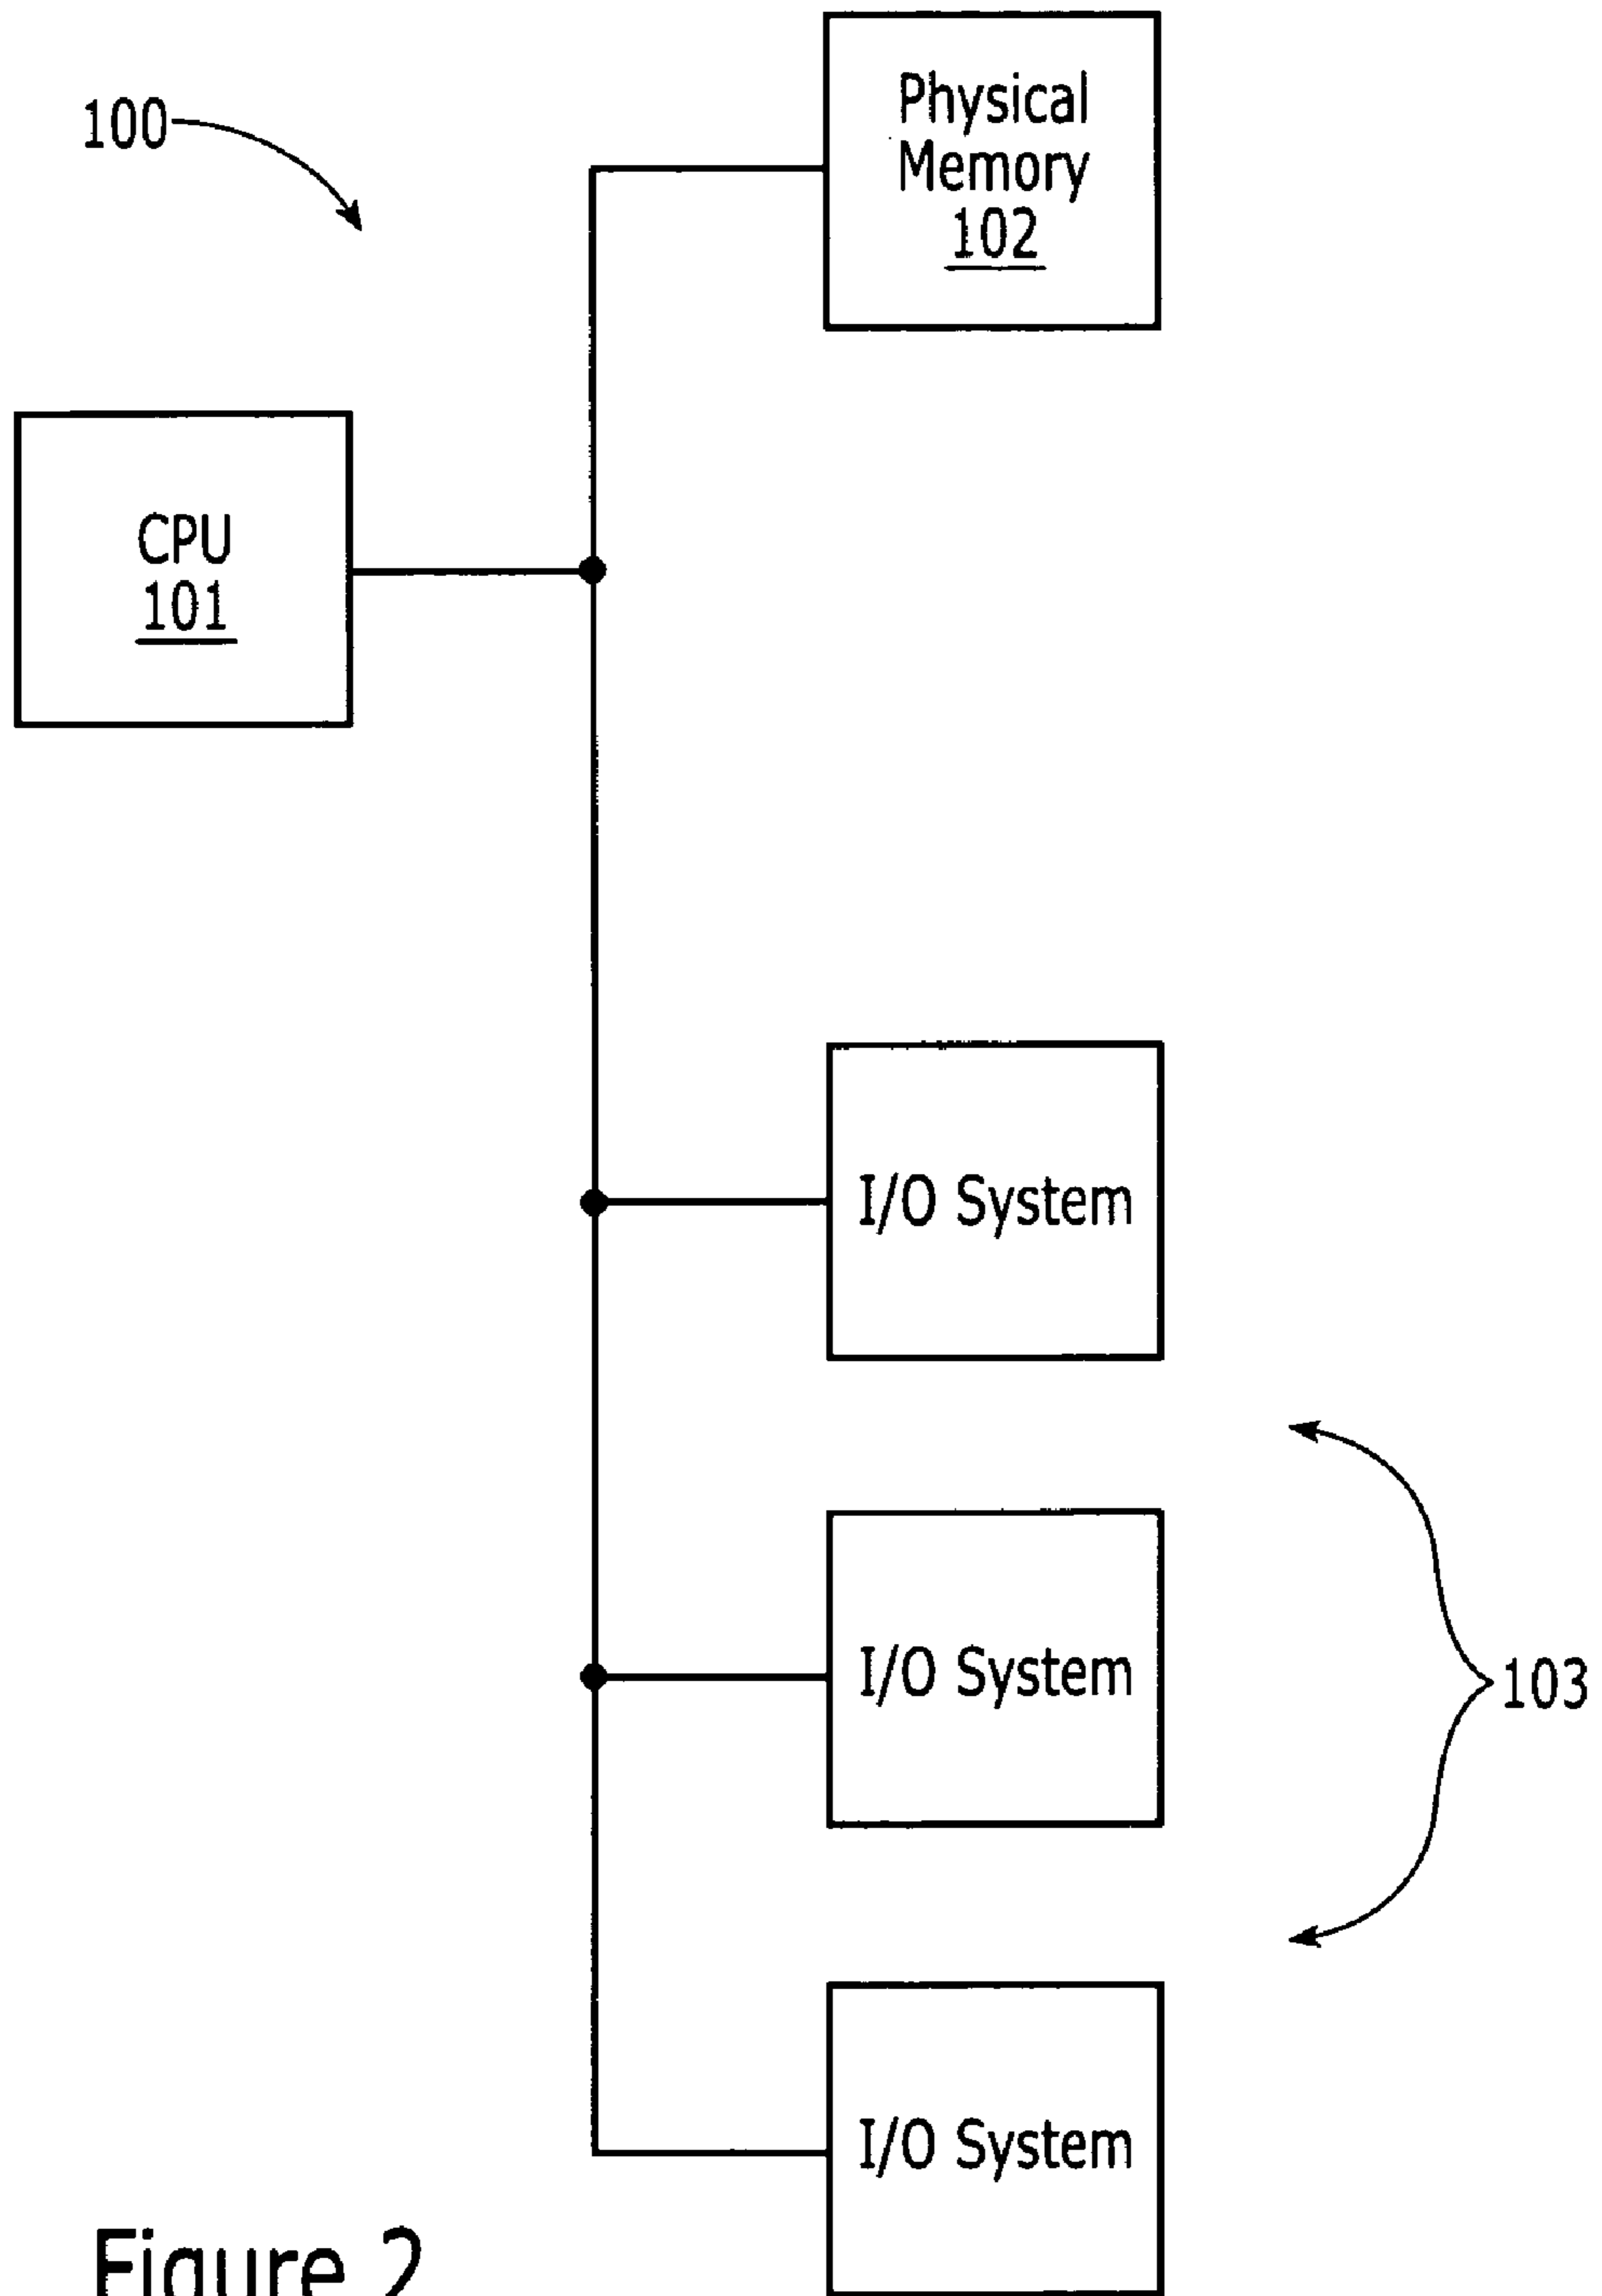 100
Physical
Memory
102
CPU
101
I/O System
I/O System
103
I/O System
Figure 2